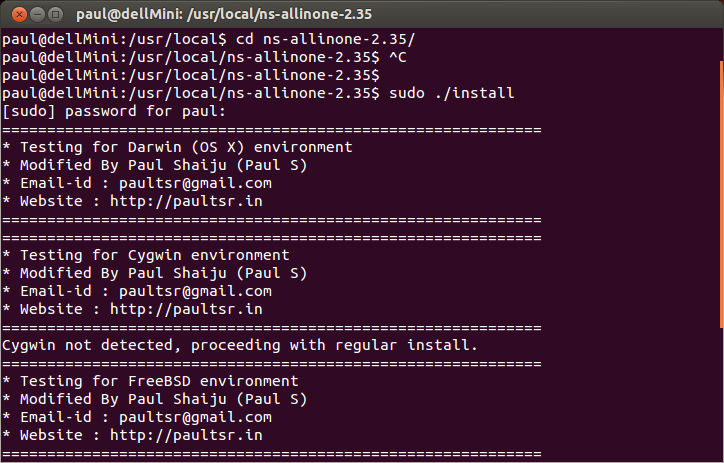 paul@dellMini: /usr/local/ns-allinone-2.35
paul@dellMini:/usr/local$ cd ns-allinone-2.35/
paul@dellMini:/usr/local/ns-allinone-2.35$ ^C
paul@dellMini:/usr/local/ns-allinone-2.35$
paul@dellMini:/usr/local/ns-allinone-2.35$ sudo ./install
[sudo] password for paul:
============================================================
* Testing for Darwin (OS X) environment
* Modified By Paul Shaiju (Paul S)
* Email-id : paultsr@gmail.com
* Website : http://paultsr.in
============================================================
============================================================
* Testing for Cygwin environment
* Modified By Paul Shaiju (Paul S)
* Email-id : paultsr@gmail.com
* Website : http://paultsr.in
============================================================
Cygwin not detected, proceeding with regular install.
============================================================
* Testing for FreeBSD environment
* Modified By Paul Shaiju (Paul S)
* Email-id : paultsr@gmail.com
* Website : http://paultsr.in
============================================================